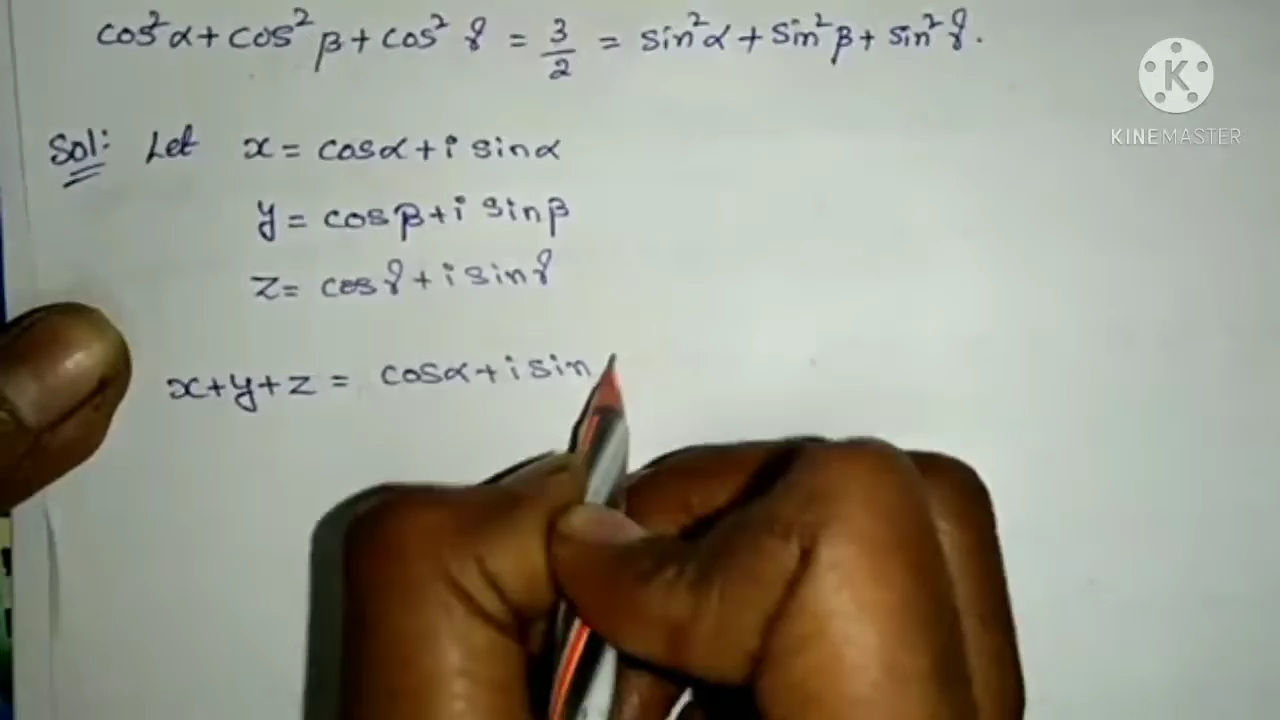 cos²α + cos²β + cos²γ = 3/2 = sin²α + sin²β + sin²γ.
K
KINEMASTER
Sol: Let x = cosα + i sinα
y = cosβ + i sinβ
z = cosγ + i sinγ
x+y+z = cosα + i sin